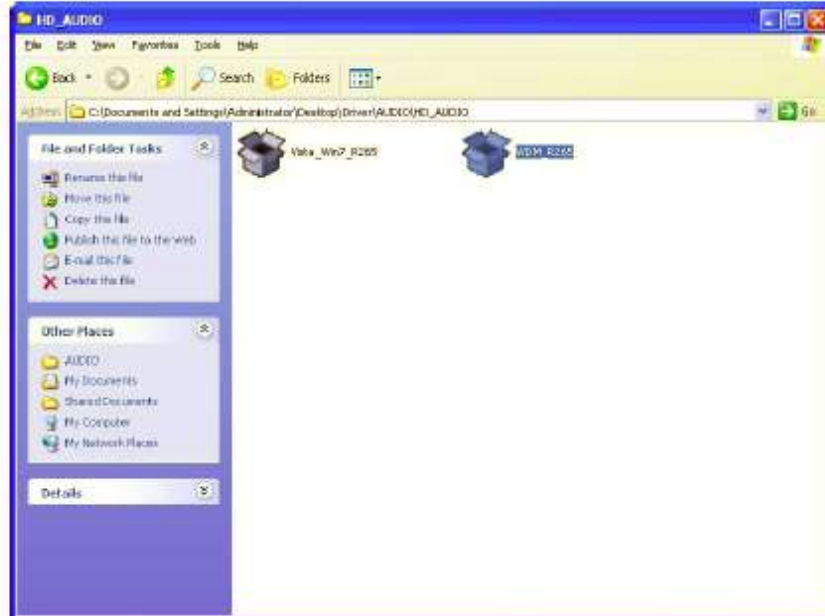 HD_AUDIO
File Edit View Favorites Tools Help
Back Search Folders
Address C:\Documents and Settings\Administrator\Desktop\Driver\AUDIO\HD_AUDIO Go
File and Folder Tasks
Rename this file
Move this file
Copy this file
Publish this file to the Web
E-mail this file
Delete this file
Other Places
AUDIO
My Documents
Shared Documents
My Computer
My Network Places
Details
Vista_Win7_R265
WDM_R265